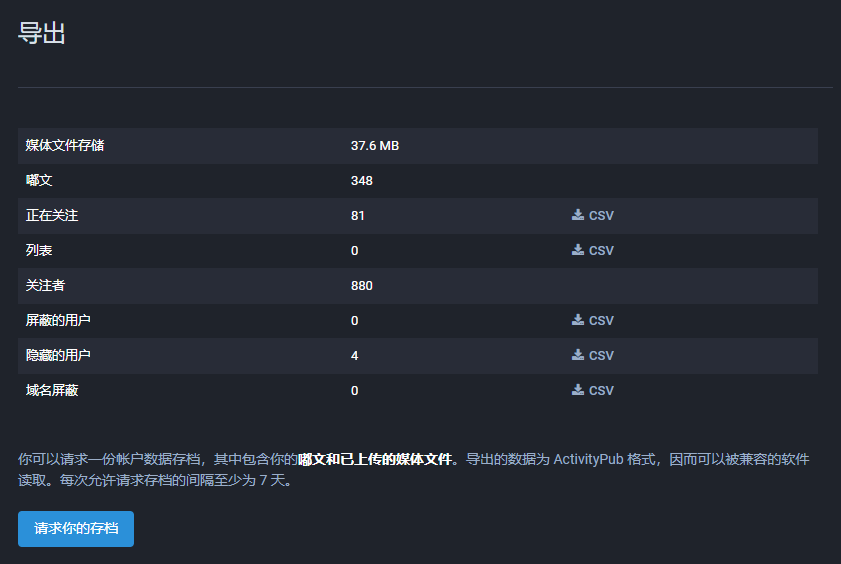 导出
媒体文件存储 37.6 MB
嘟文 348
正在关注 81 CSV
列表 0 CSV
关注者 880
屏蔽的用户 0 CSV
隐藏的用户 4 CSV
域名屏蔽 0 CSV
你可以请求一份帐户数据存档，其中包含你的嘟文和已上传的媒体文件。导出的数据为 ActivityPub 格式，因而可以被兼容的软件
读取。每次允许请求存档的间隔至少为 7 天。
请求你的存档